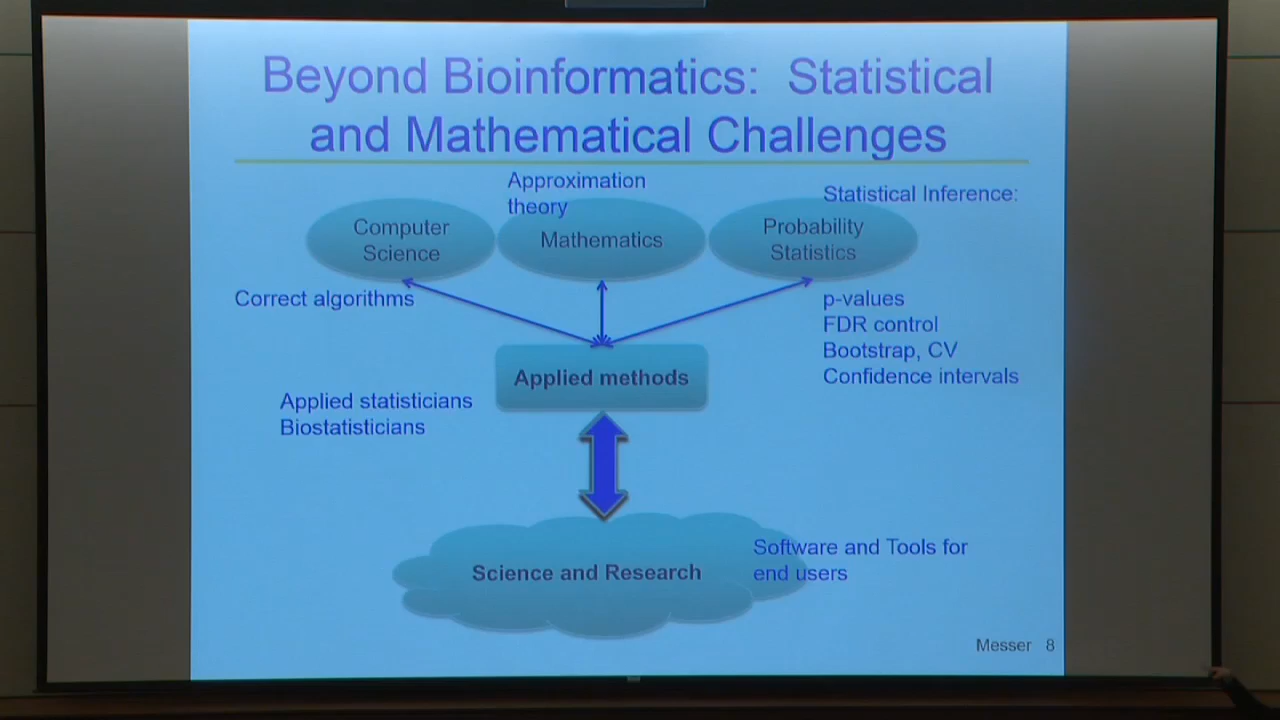 Beyond Bioinformatics: Statistical
and Mathematical Challenges
Approximation
theory
Statistical Inference:
Computer
Science
Mathematics
Probability
Statistics
Correct algorithms
p-values
FDR control
Bootstrap, CV
Confidence intervals
Applied methods
Applied statisticians
Biostatisticians
Science and Research
Software and Tools for
end users
Messer 8